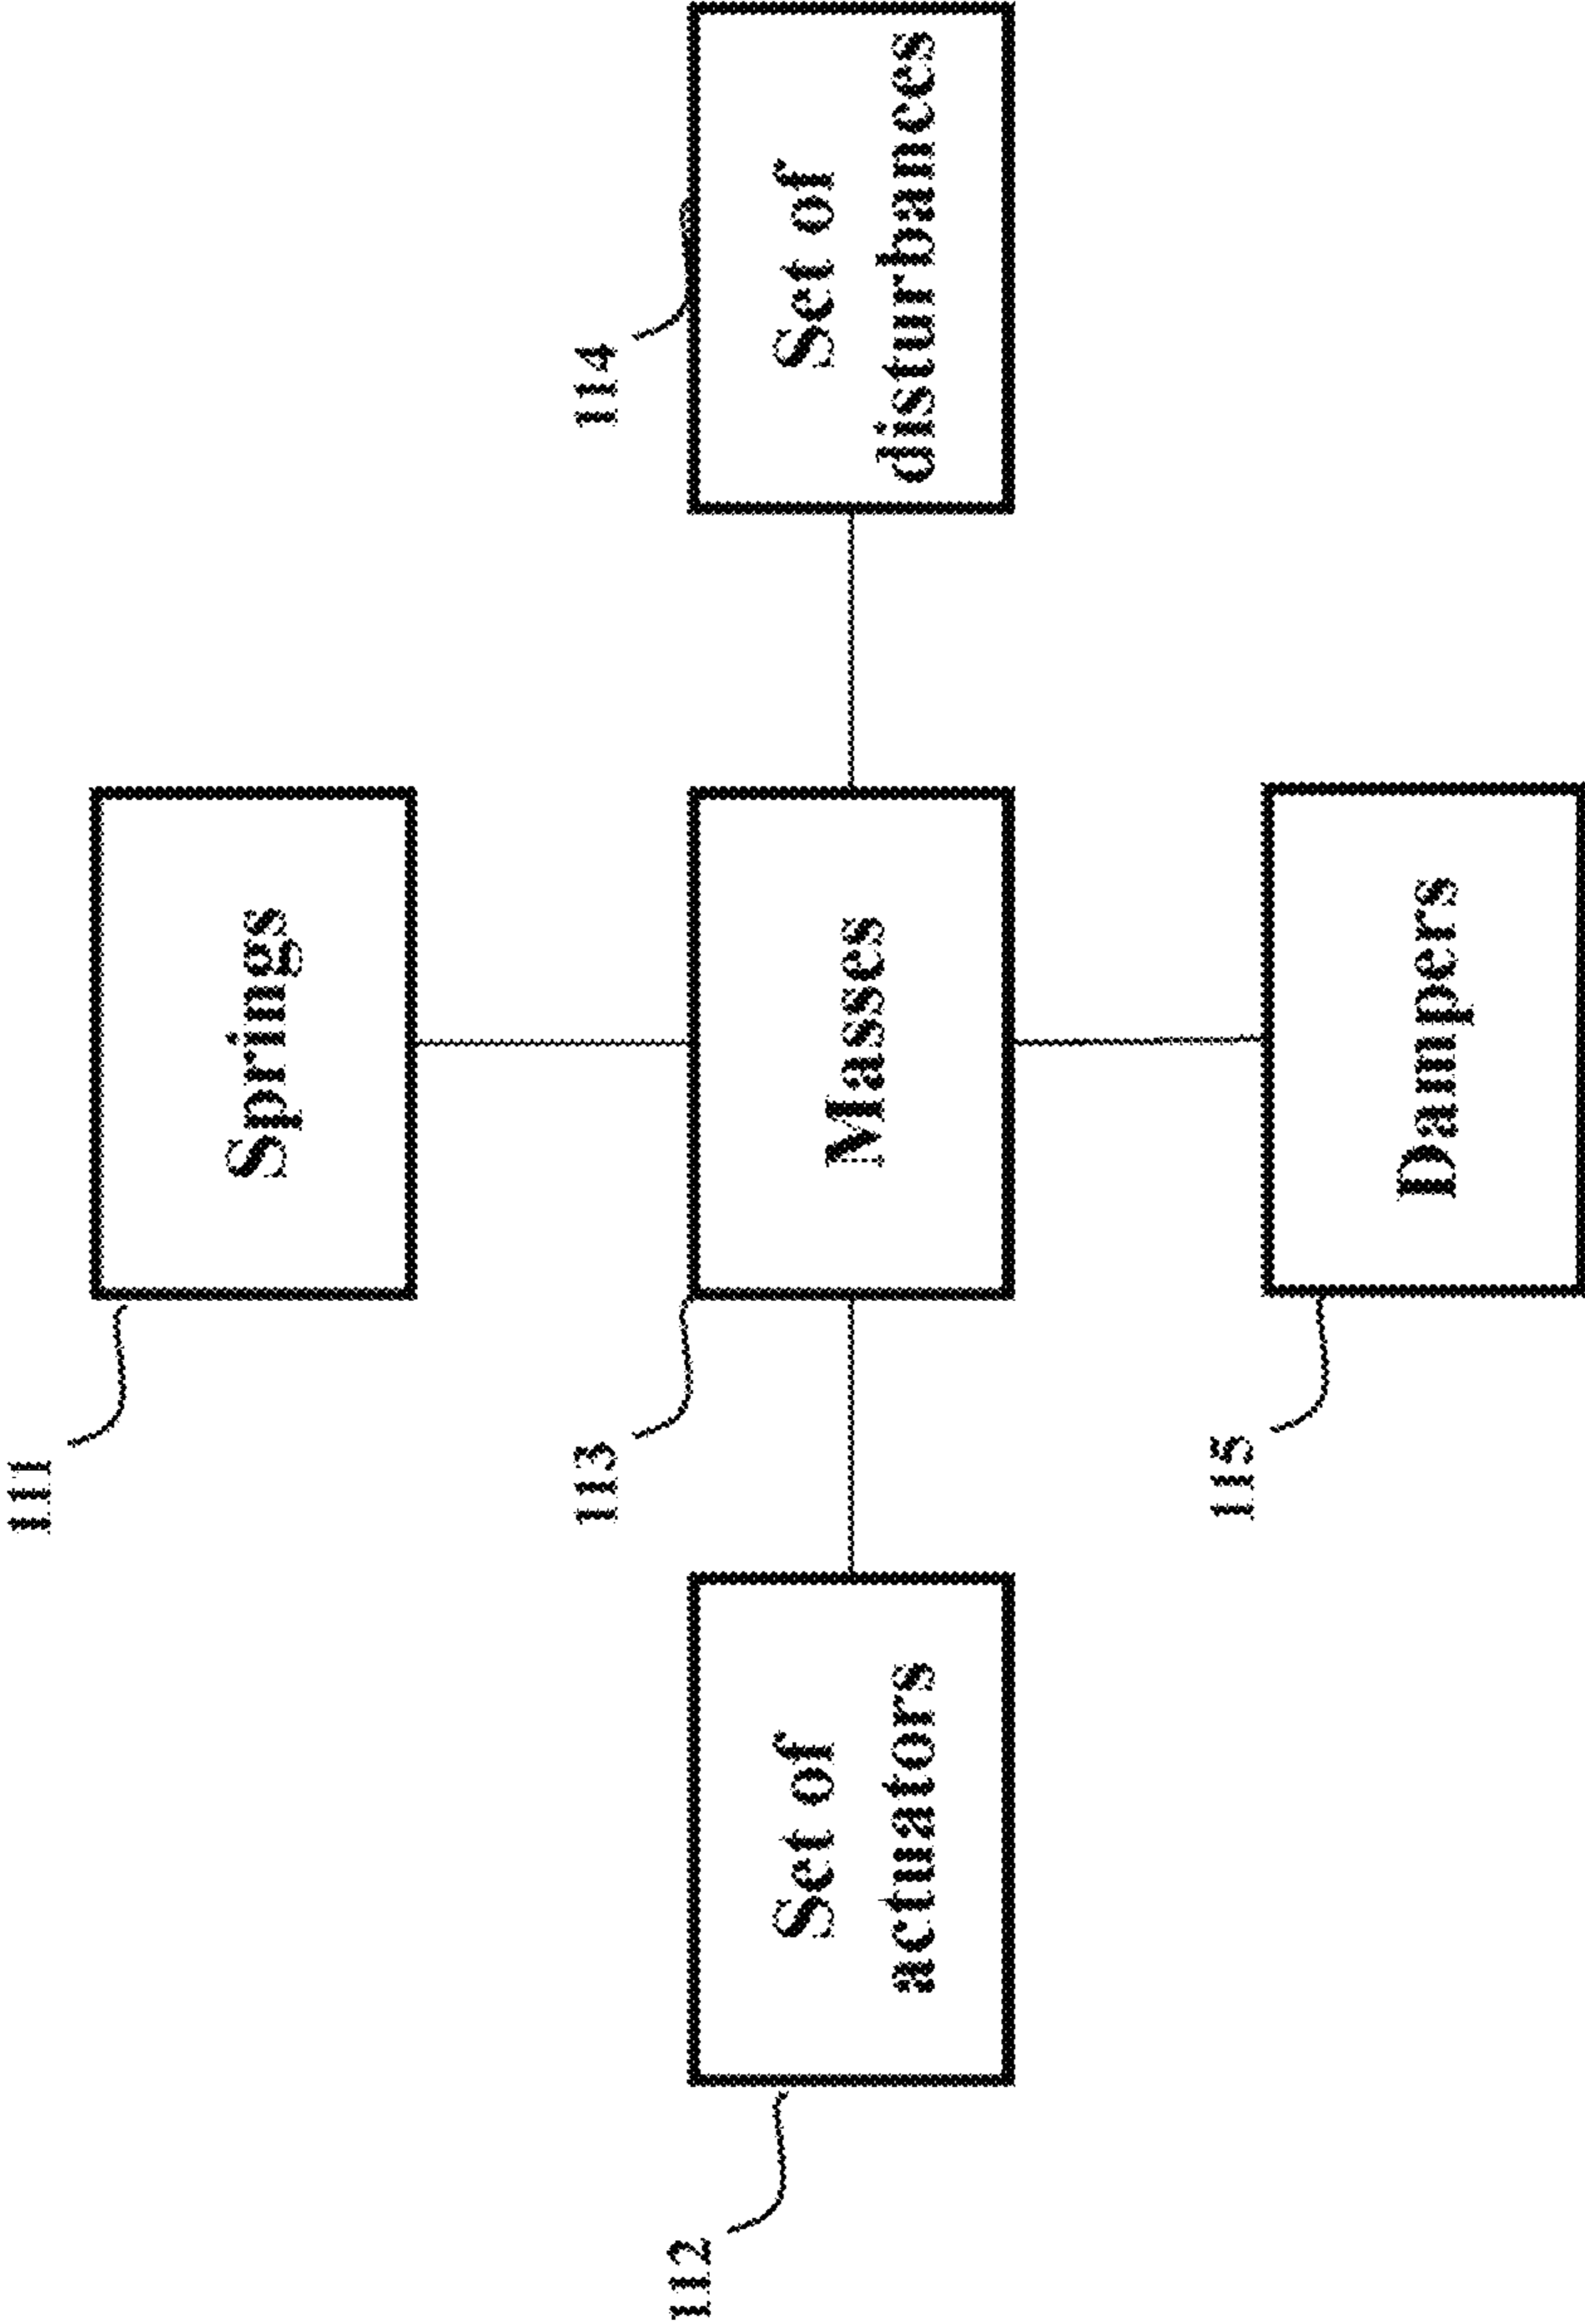 111
Springs
114
Set of
disturbances
113
Masses
112
Set of
actuators
115
Dampers